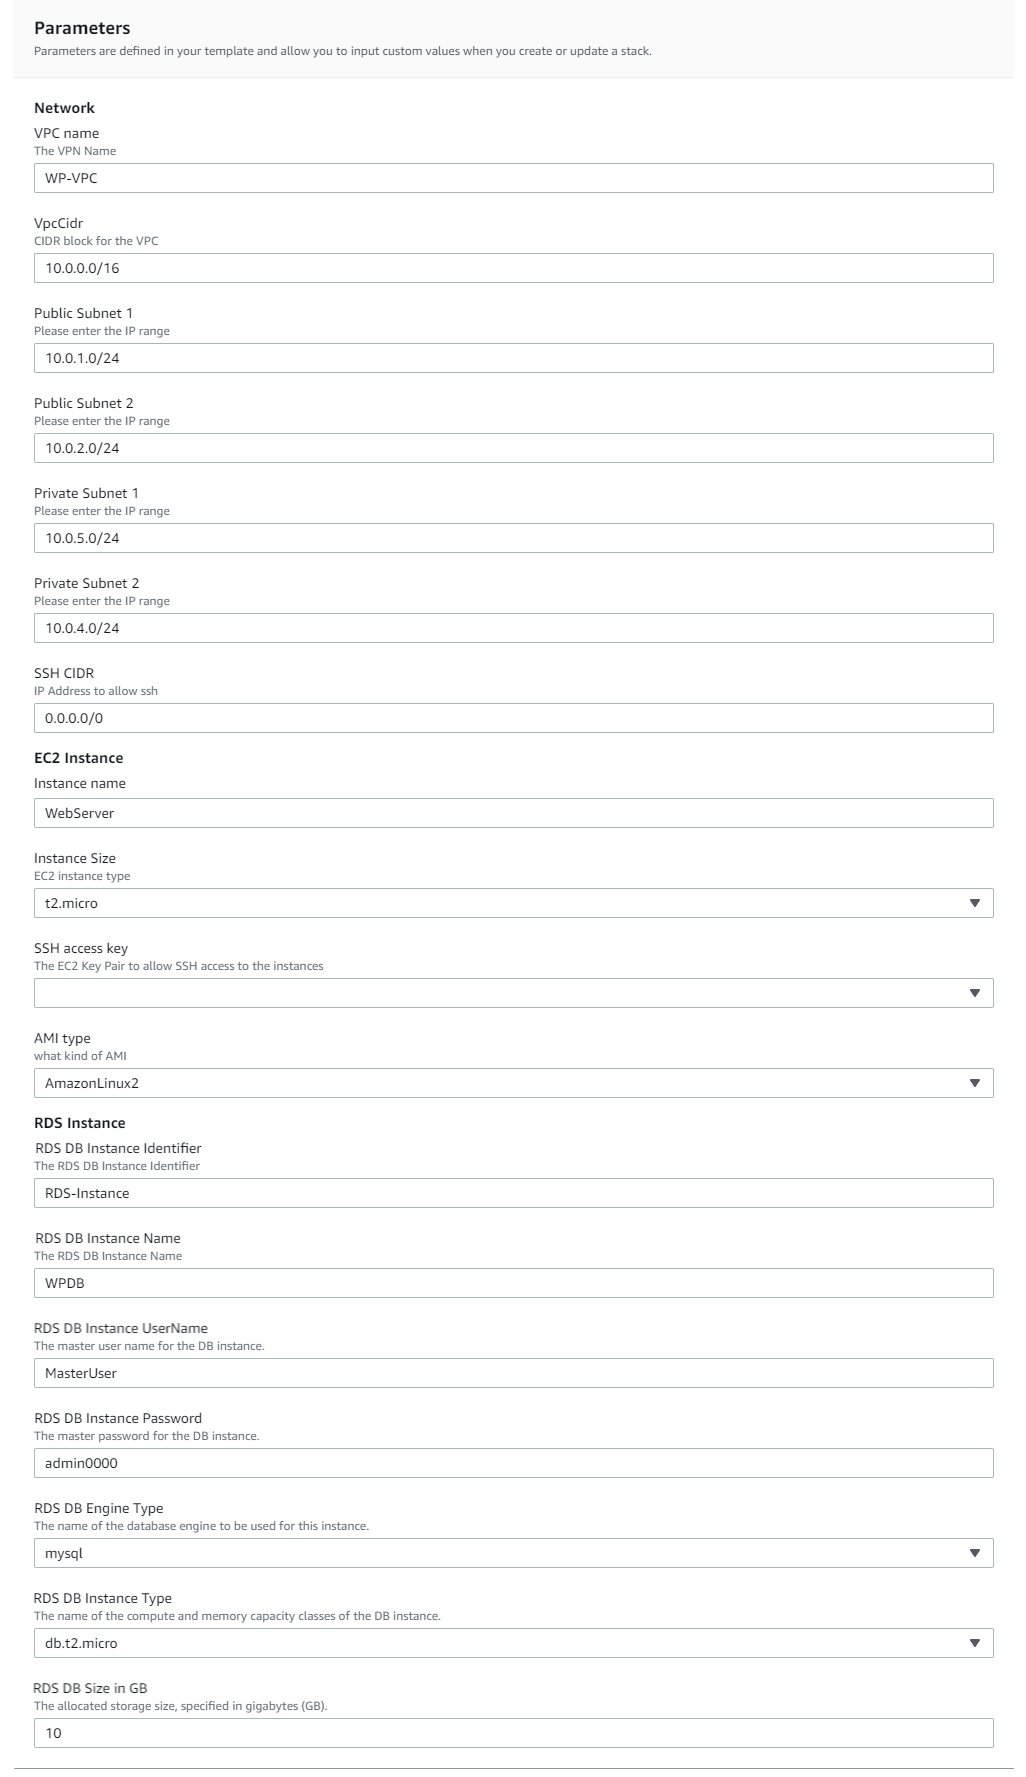 Parameters
Parameters are defined in your template and allow you to input custom values when you create or update a stack.
Network
VPC name
The VPN Name
WP-VPC
VpcCidr
CIDR block for the VPC
10.0.0.0/16
Public Subnet 1
Please enter the IP range
10.0.1.0/24
Public Subnet 2
Please enter the IP range
10.0.2.0/24
Private Subnet 1
Please enter the IP range
10.0.5.0/24
Private Subnet 2
Please enter the IP range
10.0.4.0/24
SSH CIDR
IP Address to allow ssh
0.0.0.0/0
EC2 Instance
Instance name
WebServer
Instance Size
EC2 instance type
t2.micro
SSH access key
The EC2 Key Pair to allow SSH access to the instances
AMI type
what kind of AMI
AmazonLinux2
RDS Instance
RDS DB Instance Identifier
The RDS DB Instance Identifier
RDS-Instance
RDS DB Instance Name
The RDS DB Instance Name
WPDB
RDS DB Instance UserName
The master user name for the DB instance.
MasterUser
RDS DB Instance Password
The master password for the DB instance.
admin0000
RDS DB Engine Type
The name of the database engine to be used for this instance.
mysql
RDS DB Instance Type
The name of the compute and memory capacity classes of the DB instance.
db.t2.micro
RDS DB Size in GB
The allocated storage size, specified in gigabytes (GB).
10